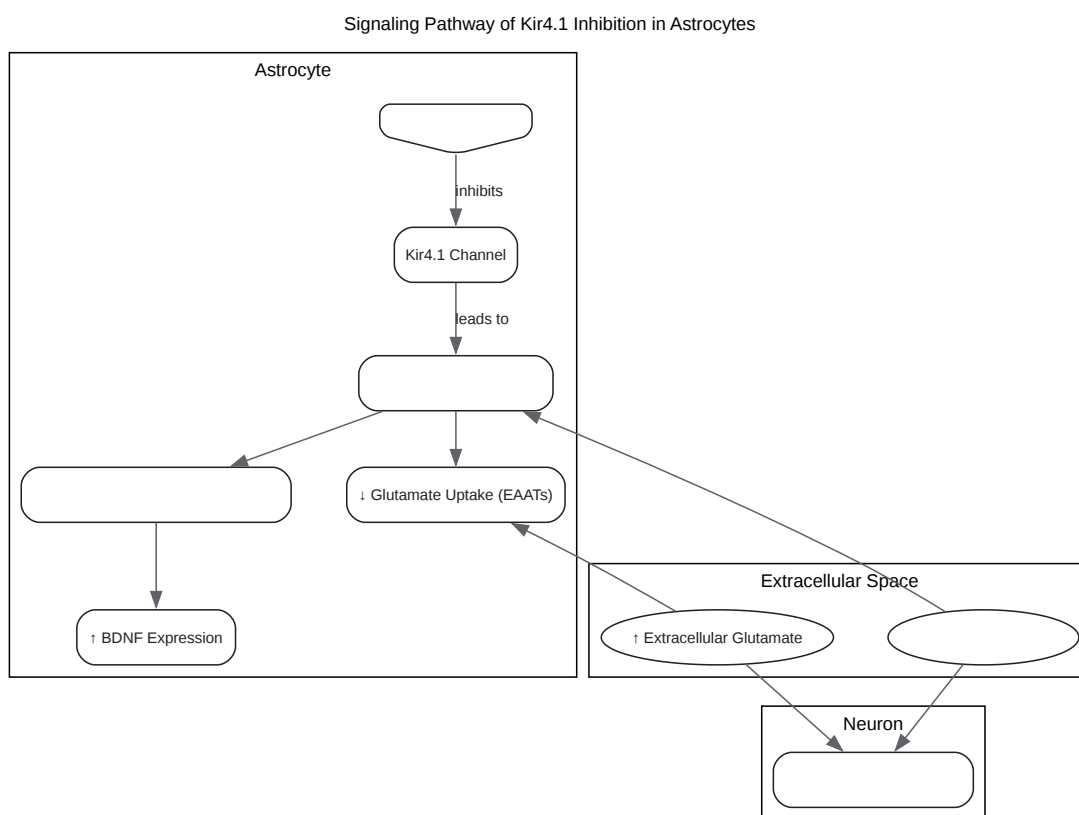 Signaling Pathway of Kir4.1 Inhibition in Astrocytes
Astrocyte
inhibits
Kir4.1 Channel
leads to
↓ Glutamate Uptake (EAATs)
Extracellular Space
↑ BDNF Expression
↑ Extracellular Glutamate
Neuron